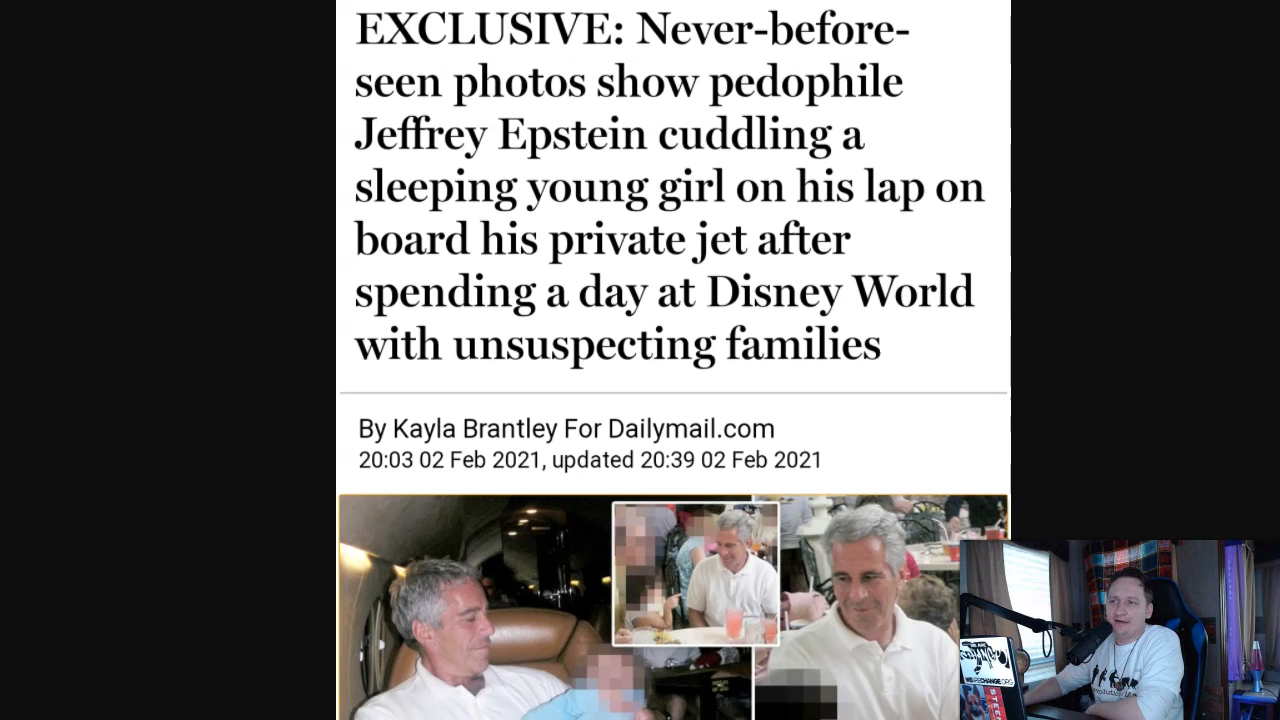 EXCLUSIVE: Never-before-
seen photos show pedophile
Jeffrey Epstein cuddling a
sleeping young girl on his lap on
board his private jet after
spending a day at Disney World
with unsuspecting families
By Kayla Brantley For Dailymail.com
20:03 02 Feb 2021, updated 20:39 02 Feb 2021
WEARECHANGE.ORG